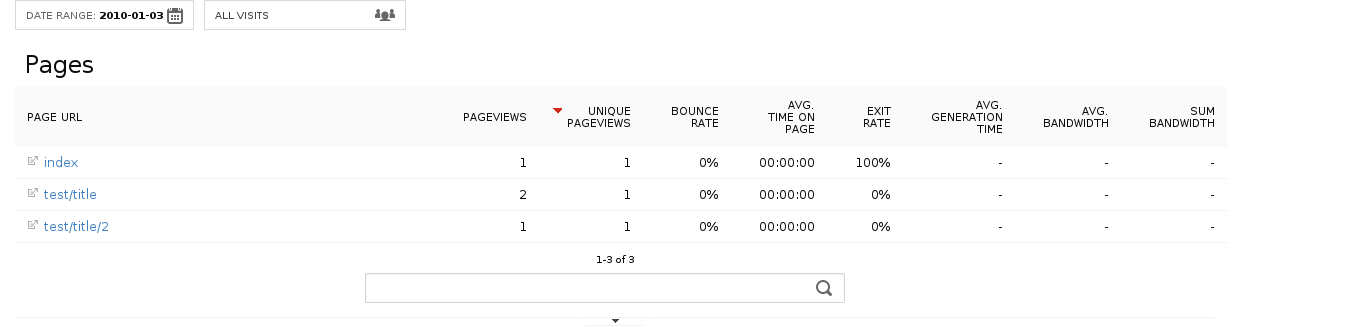 DATE RANGE: 2010-01-03 ALL VISITS
Pages
PAGE URL PAGEVIEWS UNIQUE PAGEVIEWS BOUNCE RATE AVG. TIME ON PAGE EXIT RATE AVG. GENERATION TIME AVG. BANDWIDTH SUM BANDWIDTH
index 1 1 0% 00:00:00 100% - - -
test/title 2 1 0% 00:00:00 0% - - -
test/title/2 1 1 0% 00:00:00 0% - - -
1-3 of 3